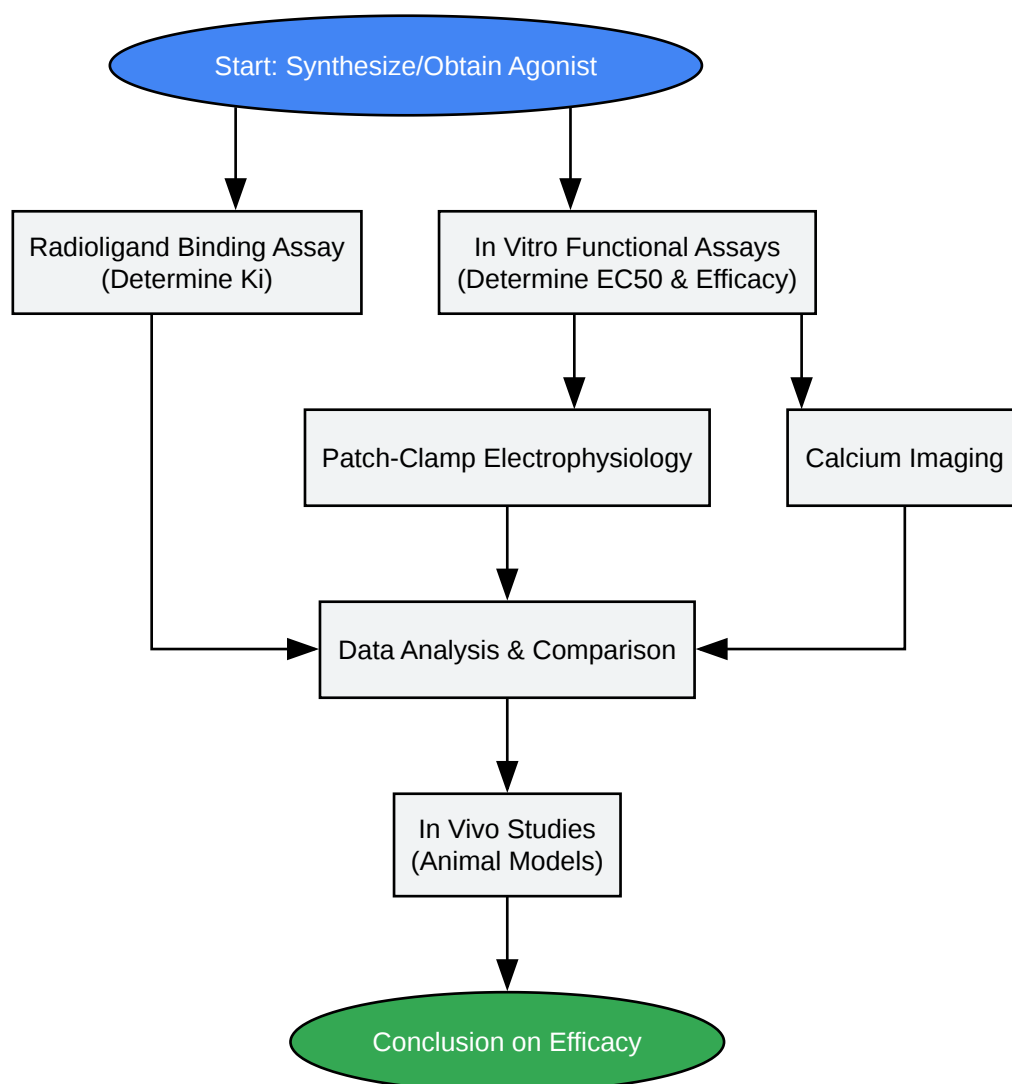 Start: Synthesize/Obtain Agonist
Radioligand Binding Assay
(Determine Ki)
In Vitro Functional Assays
(Determine EC50 & Efficacy)
Patch-Clamp Electrophysiology
Calcium Imaging
Data Analysis & Comparison
In Vivo Studies
(Animal Models)
Conclusion on Efficacy